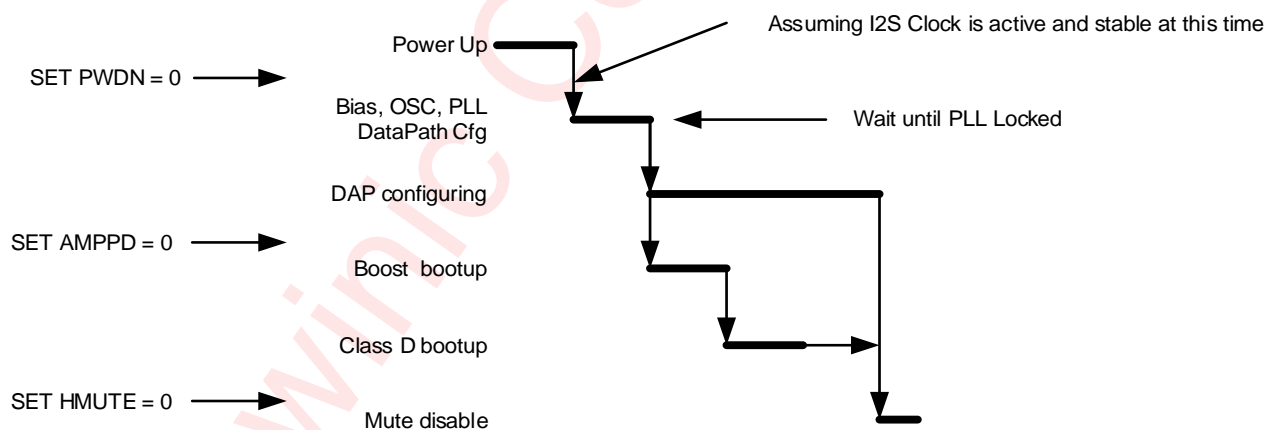 Assuming I2S Clock is active and stable at this time
Power Up
SET PWDN = 0
Bias, OSC, PLL
DataPath Cfg
Wait until PLL Locked
DAP configuring
SET AMPPD = 0
Boost bootup
Class D bootup
SET HMUTE = 0
Mute disable
winic Co